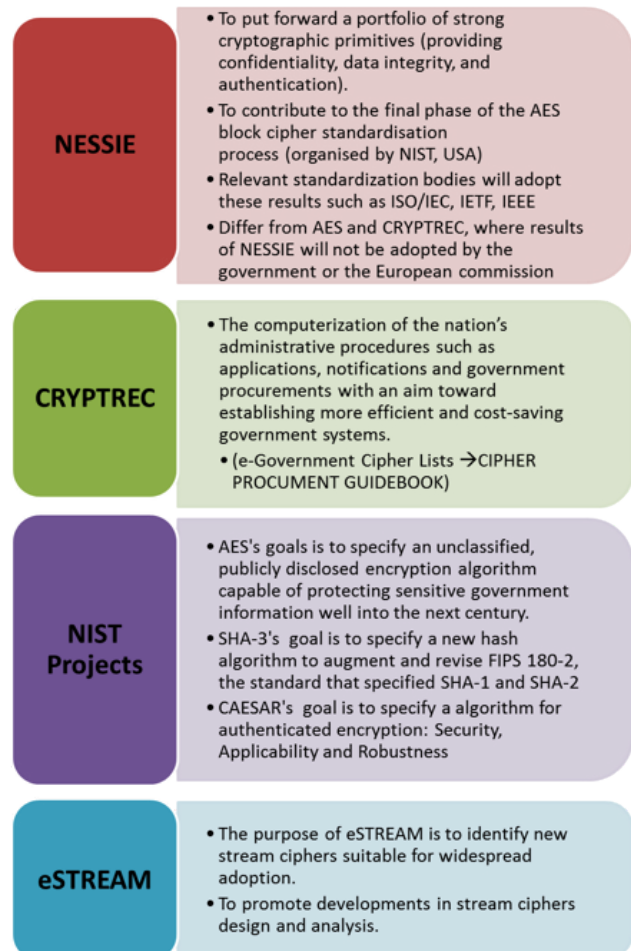 NESSIE
• To put forward a portfolio of strong
cryptographic primitives (providing
confidentiality, data integrity, and
authentication).
• To contribute to the final phase of the AES
block cipher standardisation
process (organised by NIST, USA)
• Relevant standardization bodies will adopt
these results such as ISO/IEC, IETF, IEEE
• Differ from AES and CRYPTREC, where results
of NESSIE will not be adopted by the
government or the European commission
CRYPTREC
• The computerization of the nation’s
administrative procedures such as
applications, notifications and government
procurements with an aim toward
establishing more efficient and cost-saving
government systems.
• (e-Government Cipher Lists →CIPHER
PROCUMENT GUIDEBOOK)
NIST
Projects
• AES's goals is to specify an unclassified,
publicly disclosed encryption algorithm
capable of protecting sensitive government
information well into the next century.
• SHA-3's goal is to specify a new hash
algorithm to augment and revise FIPS 180-2,
the standard that specified SHA-1 and SHA-2
• CAESAR's goal is to specify a algorithm for
authenticated encryption: Security,
Applicability and Robustness
eSTREAM
• The purpose of eSTREAM is to identify new
stream ciphers suitable for widespread
adoption.
• To promote developments in stream ciphers
design and analysis.